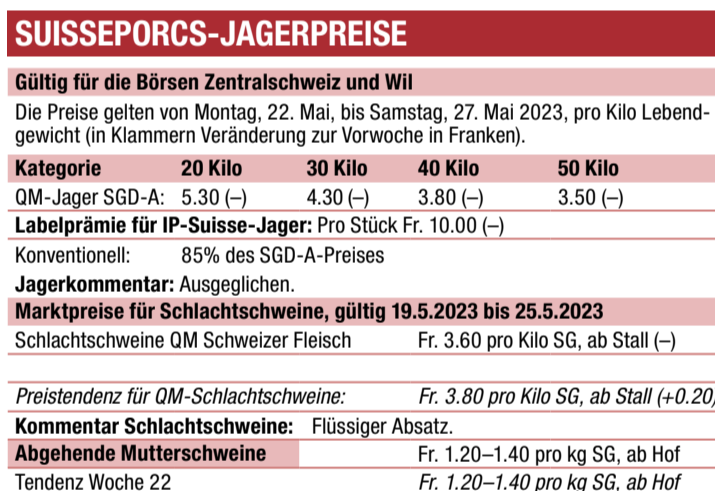 SUISSEPORCS-JAGERPREISE
Gültig für die Börsen Zentralschweiz und Wil
Die Preise gelten von Montag, 22. Mai, bis Samstag, 27. Mai 2023, pro Kilo Lebend-
gewicht (in Klammern Veränderung zur Vorwoche in Franken).
Kategorie 20 Kilo 30 Kilo 40 Kilo 50 Kilo
QM-Jager SGD-A: 5.30 (–) 4.30 (–) 3.80 (–) 3.50 (–)
Labelprämie für IP-Suisse-Jager: Pro Stück Fr. 10.00 (–)
Konventionell: 85% des SGD-A-Preises
Jagerkommentar: Ausgeglichen.
Marktpreise für Schlachtschweine, gültig 19.5.2023 bis 25.5.2023
Schlachtschweine QM Schweizer Fleisch Fr. 3.60 pro Kilo SG, ab Stall (–)
Preistendenz für QM-Schlachtschweine: Fr. 3.80 pro Kilo SG, ab Stall (+0.20)
Kommentar Schlachtschweine: Flüssiger Absatz.
Abgehende Mutterschweine Fr. 1.20–1.40 pro kg SG, ab Hof
Tendenz Woche 22 Fr. 1.20–1.40 pro kg SG, ab Hof